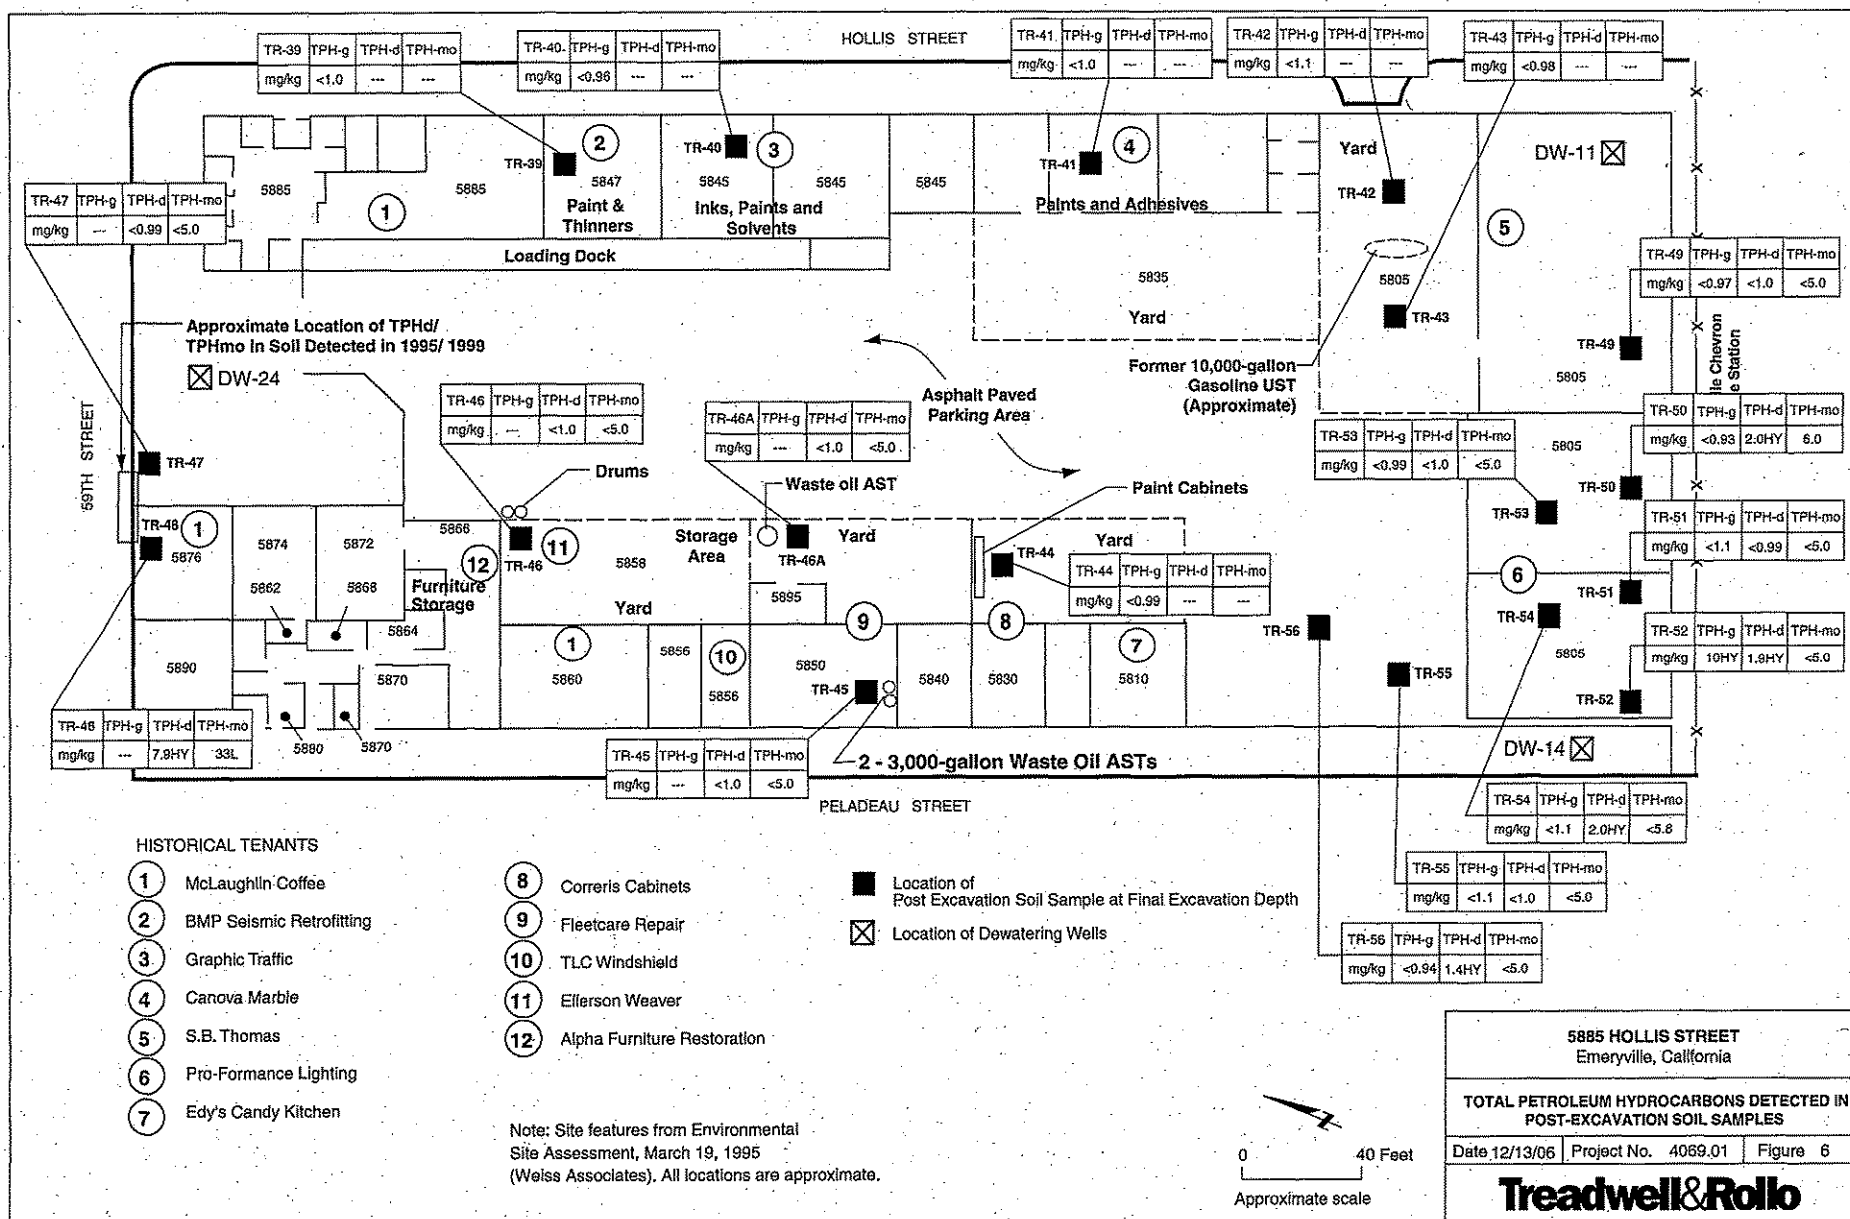 HOLLIS STREET
TR-39 TPH-g TPH-d TPH-mo
mg/kg <1.0 --- ---
TR-40 TPH-g TPH-d TPH-mo
mg/kg <0.96 --- ---
TR-41 TPH-g TPH-d TPH-mo
mg/kg <1.0 --- ---
TR-42 TPH-g TPH-d TPH-mo
mg/kg <1.1 --- ---
TR-43 TPH-g TPH-d TPH-mo
mg/kg <0.98 --- ---
TR-47 TPH-g TPH-d TPH-mo
mg/kg --- <0.99 <5.0
5885
1
5885
TR-39
2
5847
Paint &
Thinners
TR-40
3
5845
5845
Inks, Paints and
Solvents
5845
Loading Dock
TR-41
4
Paints and Adhesives
5835
Yard
Yard
TR-42
5805
TR-43
5
DW-11
TR-49 TPH-g TPH-d TPH-mo
mg/kg <0.97 <1.0 <5.0
TR-49
5805
le Chevron
e Station
Approximate Location of TPHd/
TPHmo in Soil Detected in 1995/ 1999
DW-24
Former 10,000-gallon
Gasoline UST
(Approximate)
Asphalt Paved
Parking Area
TR-46 TPH-g TPH-d TPH-mo
mg/kg --- <1.0 <5.0
TR-46A TPH-g TPH-d TPH-mo
mg/kg --- <1.0 <5.0
TR-53 TPH-g TPH-d TPH-mo
mg/kg <0.99 <1.0 <5.0
TR-50 TPH-g TPH-d TPH-mo
mg/kg <0.93 2.0HY 6.0
5805
TR-50
TR-53
59TH STREET
TR-47
Drums
Waste oil AST
Paint Cabinets
TR-51 TPH-g TPH-d TPH-mo
mg/kg <1.1 <0.99 <5.0
TR-48
1
5876
5874
5872
5866
12
TR-46
11
5858
Storage
Area
TR-46A
Yard
TR-44
Yard
TR-44 TPH-g TPH-d TPH-mo
mg/kg <0.99 --- ---
6
TR-51
5862
5868
Furniture
Storage
Yard
5895
9
8
TR-56
TR-54
5805
TR-52 TPH-g TPH-d TPH-mo
mg/kg 10HY 1.9HY <5.0
5864
5890
5870
1
5860
5856
10
5856
5850
TR-45
5840
5830
7
5810
TR-55
TR-52
TR-46 TPH-g TPH-d TPH-mo
mg/kg --- 7.9HY 33L
5880
5870
TR-45 TPH-g TPH-d TPH-mo
mg/kg --- <1.0 <5.0
2 - 3,000-gallon Waste Oil ASTs
DW-14
PELADEAU STREET
TR-54 TPH-g TPH-d TPH-mo
mg/kg <1.1 2.0HY <5.8
TR-55 TPH-g TPH-d TPH-mo
mg/kg <1.1 <1.0 <5.0
TR-56 TPH-g TPH-d TPH-mo
mg/kg <0.94 1.4HY <5.0
HISTORICAL TENANTS
1 McLaughlin Coffee
2 BMP Seismic Retrofitting
3 Graphic Traffic
4 Canova Marble
5 S.B. Thomas
6 Pro-Formance Lighting
7 Edy's Candy Kitchen
8 Correris Cabinets
9 Fleetcare Repair
10 TLC Windshield
11 Ellerson Weaver
12 Alpha Furniture Restoration
Location of
Post Excavation Soil Sample at Final Excavation Depth
Location of Dewatering Wells
Note: Site features from Environmental
Site Assessment, March 19, 1995
(Weiss Associates). All locations are approximate.
0 40 Feet
Approximate scale
5885 HOLLIS STREET
Emeryville, California
TOTAL PETROLEUM HYDROCARBONS DETECTED IN
POST-EXCAVATION SOIL SAMPLES
Date 12/13/06 Project No. 4069.01 Figure 6
Treadwell&Rollo